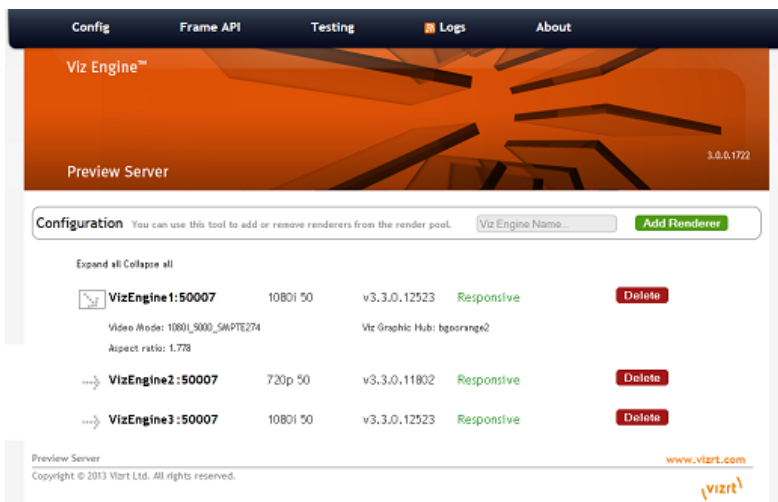 Config Frame API Testing Logs About
Viz Engine™
3.0.0.1722
Preview Server
Configuration You can use this tool to add or remove renderers from the render pool. Viz Engine Name... Add Renderer
Expand all Collapse all
VizEngine1:50007 1080i 50 v3.3.0.12523 Responsive Delete
Video Mode: 1080I_5000_SMPTE274 Viz Graphic Hub: bgoorange2
Aspect ratio: 1.778
VizEngine2:50007 720p 50 v3.3.0.11802 Responsive Delete
VizEngine3:50007 1080i 50 v3.3.0.12523 Responsive Delete
Preview Server www.vizrt.com
Copyright © 2013 Vizrt Ltd. All rights reserved.
vizrt